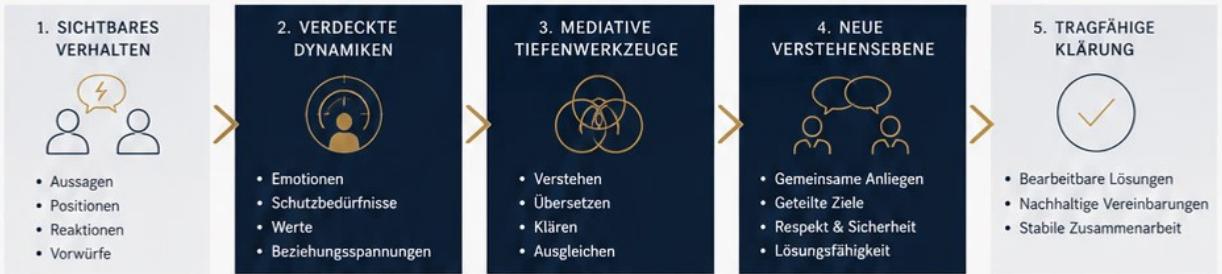 1. SICHTBARES
VERHALTEN
• Aussagen
• Positionen
• Reaktionen
• Vorwürfe
2. VERDECKTE
DYNAMIKEN
• Emotionen
• Schutzbedürfnisse
• Werte
• Beziehungsspannungen
3. MEDIATIVE
TIEFENWERKZEUGE
• Verstehen
• Übersetzen
• Klären
• Ausgleichen
4. NEUE
VERSTEHENSEBENE
• Gemeinsame Anliegen
• Geteilte Ziele
• Respekt & Sicherheit
• Lösungsfähigkeit
5. TRAGFÄHIGE
KLÄRUNG
• Bearbeitbare Lösungen
• Nachhaltige Vereinbarungen
• Stabile Zusammenarbeit